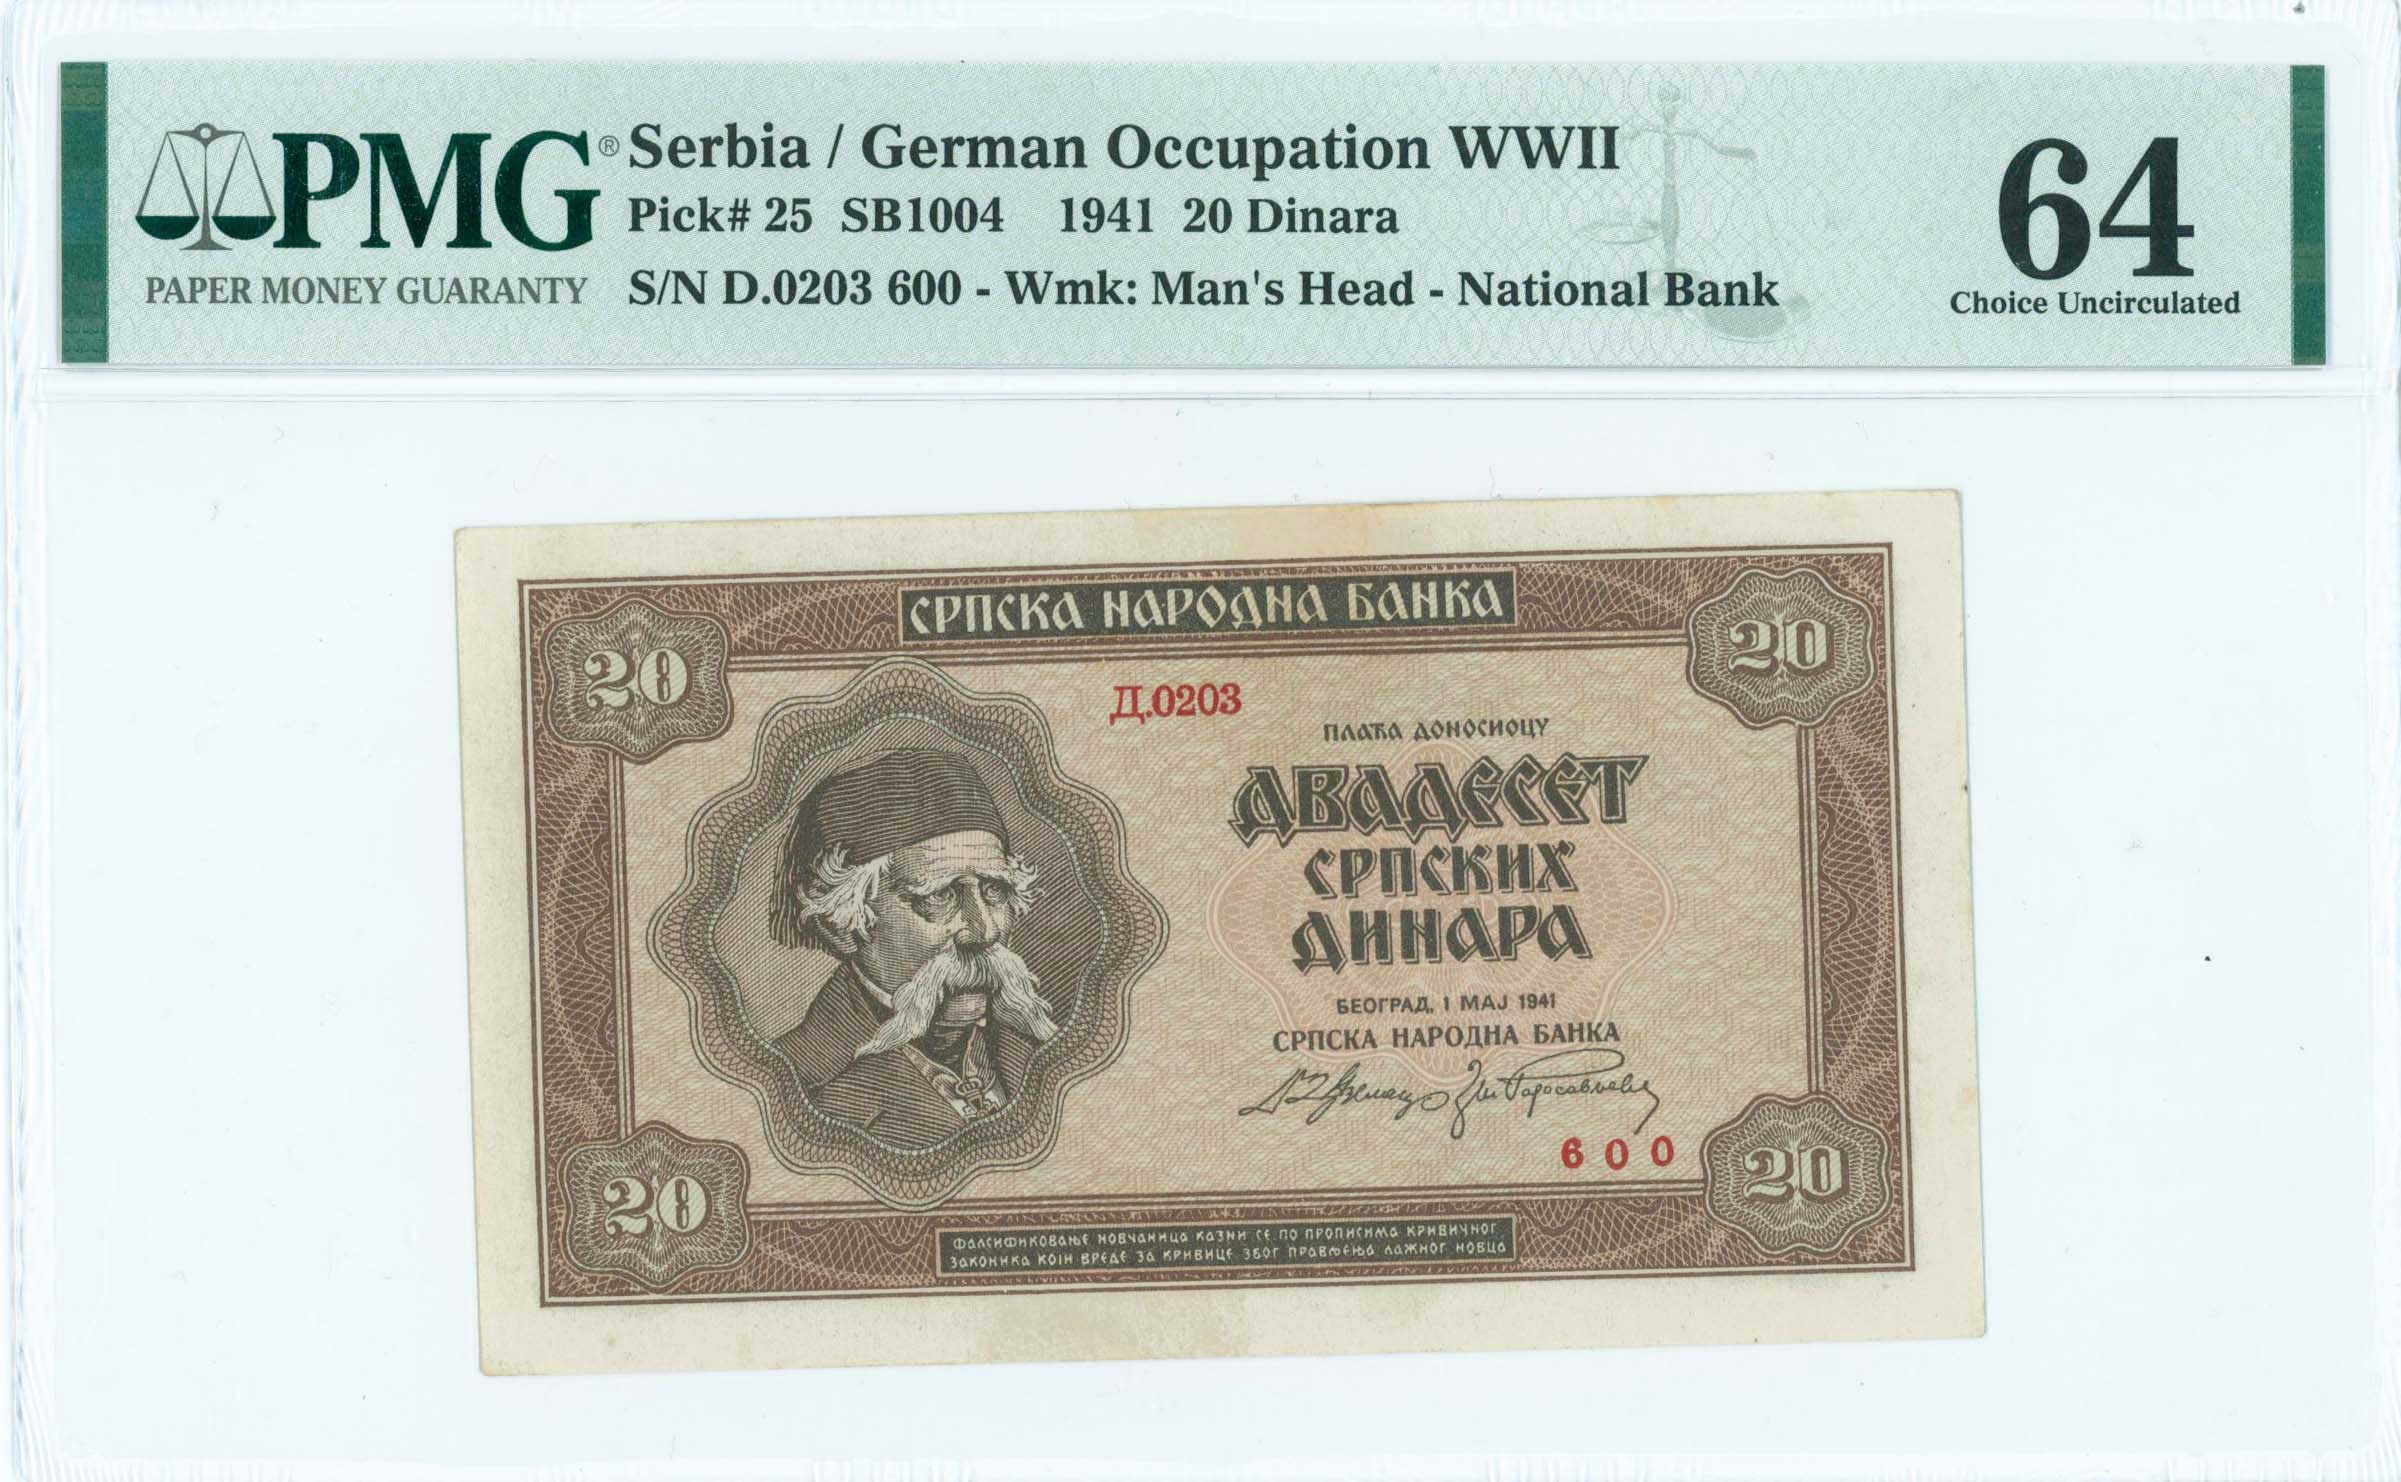 PMG®
PAPER MONEY GUARANTY
Serbia / German Occupation WWII
Pick# 25 SB1004 1941 20 Dinara
S/N D.0203 600 - Wmk: Man's Head - National Bank
64
Choice Uncirculated
СРПСКА НАРОДНА БАНКА
20
20
Д.0203
ПЛАЋА ДОНОСИОЦУ
ДВАДЕСЕТ
СРПСКИХ
ДИНАРА
БЕОГРАД, 1 МАЈ 1941
СРПСКА НАРОДНА БАНКА
600
20
20
ФАЛСИФИКОВАЊЕ НОВЧАНИЦА КАЗНИ СЕ ПО ПРОПИСИМА КРИВИЧНОГ
ЗАКОНИКА КОЈИ ВРЕДЕ ЗА КРИВИЦЕ ЗБОГ ПРАВЉЕЊА ЛАЖНОГ НОВЦА